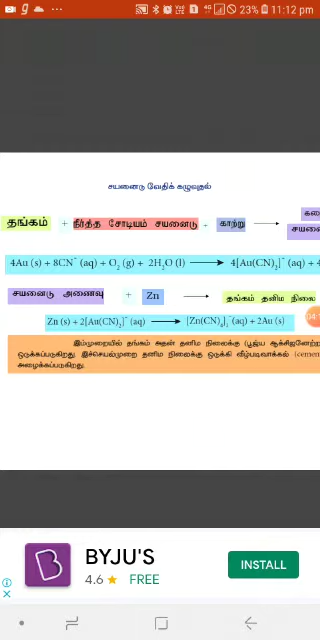 23% 11:12 pm
சயனைடு வேதிக் கழுவுதல்
தங்கம் + நீர்த்த சோடியம் சயனைடு + காற்று ⟶
சயனை
4Au (s) + 8CN⁻ (aq) + O₂ (g) + 2H₂O (l) ⟶ 4[Au(CN)₂]⁻ (aq) + 4
சயனைடு அணைவு + Zn ⟶ தங்கம் தனிம நிலை
Zn (s) + 2[Au(CN)₂]⁻ (aq) ⟶ [Zn(CN)₄]²⁻ (aq) + 2Au (s)
இம்முறையில் தங்கம் அதன் தனிம நிலைக்கு (பூஜ்ய ஆக்சிஜனேற்ற
ஒடுக்கப்படுகிறது. இச்செயல்முறை தனிம நிலைக்கு ஒடுக்கி வீழ்படிவாக்கல் (cement
அழைக்கப்படுகிறது.
BYJU'S
4.6 ★ FREE
INSTALL